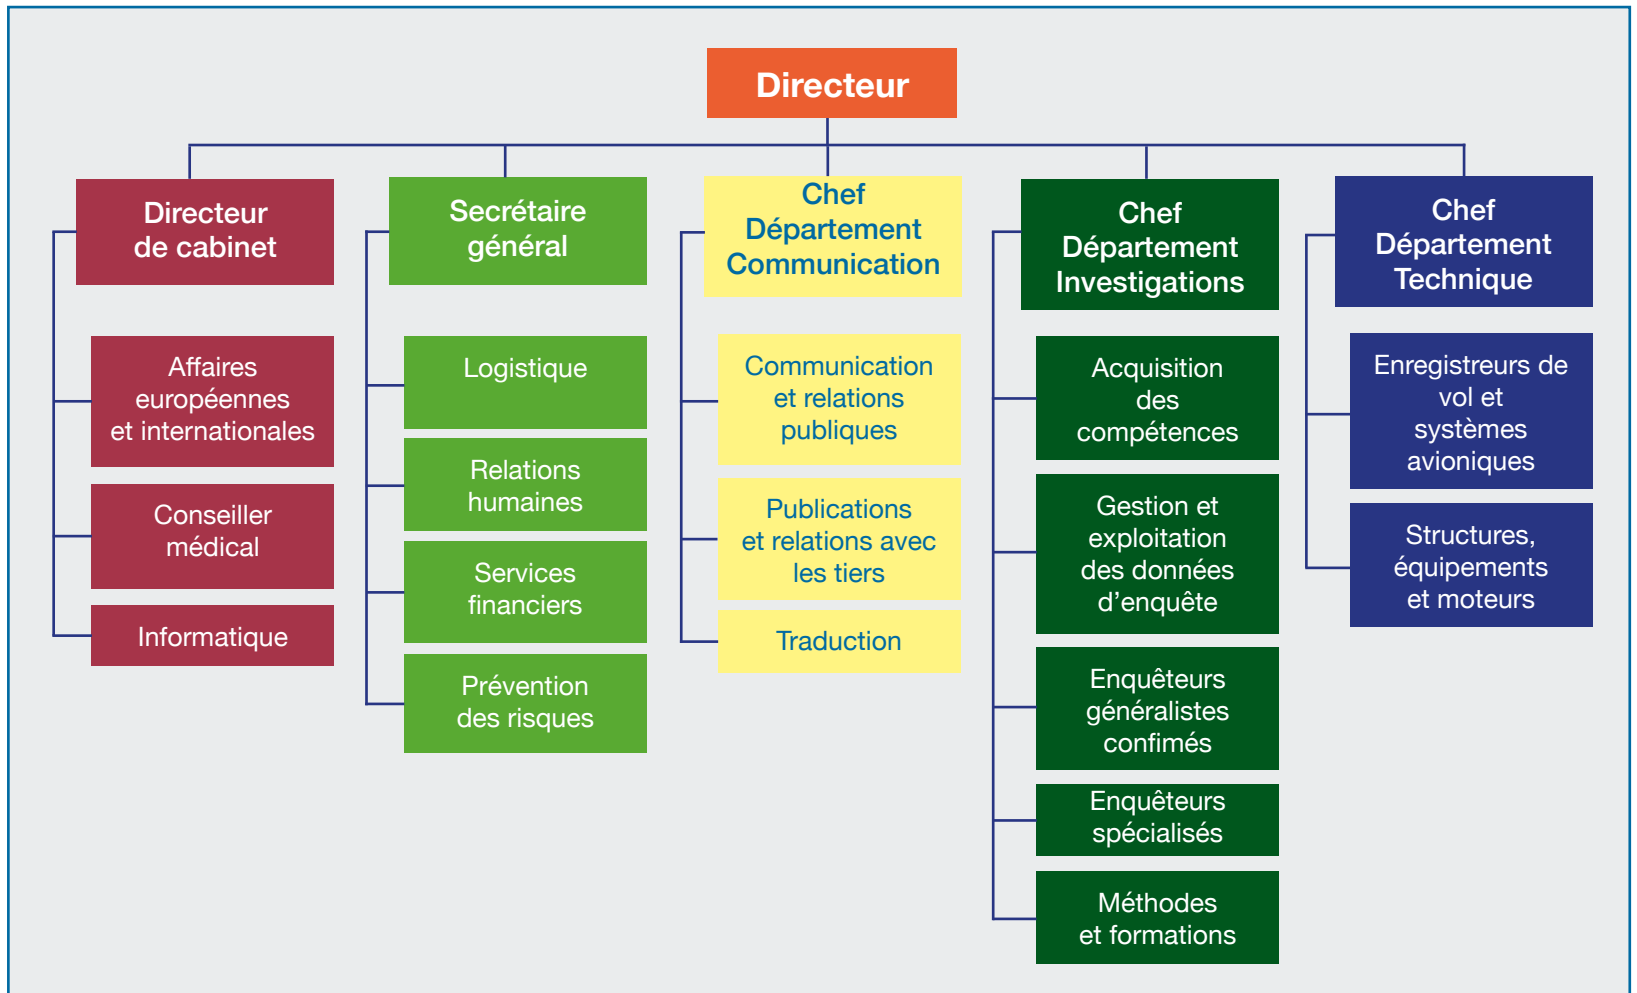 Directeur
Directeur
de cabinet
Affaires
européennes
et internationales
Conseiller
médical
Informatique
Secrétaire
général
Logistique
Relations
humaines
Services
financiers
Prévention
des risques
Chef
Département
Communication
Communication
et relations
publiques
Publications
et relations avec
les tiers
Traduction
Chef
Département
Investigations
Acquisition
des
compétences
Gestion et
exploitation
des données
d’enquête
Enquêteurs
généralistes
confimés
Enquêteurs
spécialisés
Méthodes
et formations
Chef
Département
Technique
Enregistreurs de
vol et
systèmes
avioniques
Structures,
équipements
et moteurs